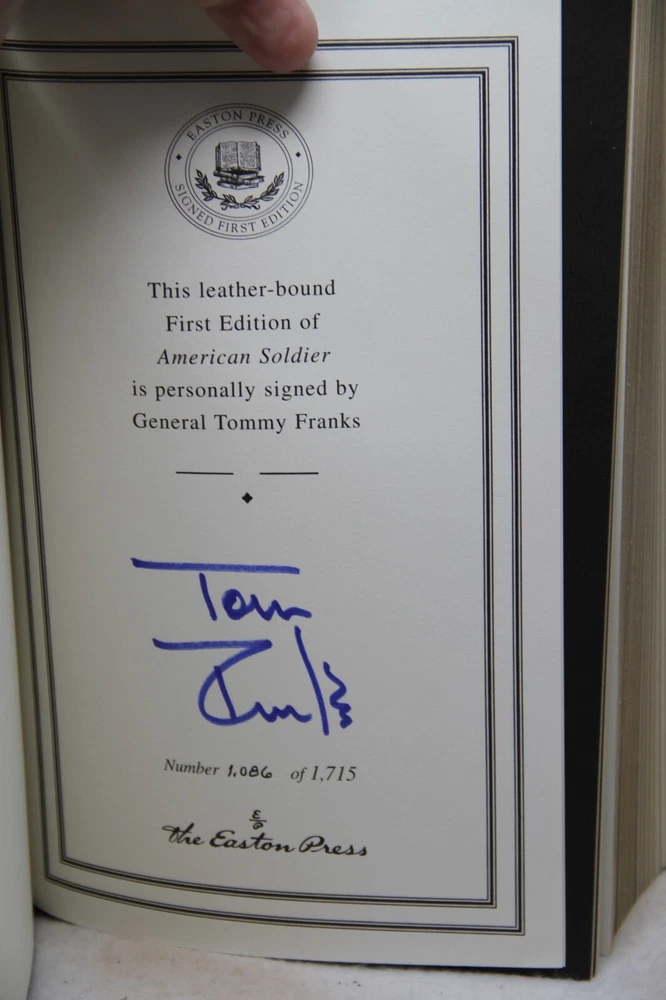 EASTON PRESS
SIGNED FIRST EDITION
This leather-bound
First Edition of
American Soldier
is personally signed by
General Tommy Franks
Tom
Franks
Number 1,086 of 1,715
E
P
the Easton Press